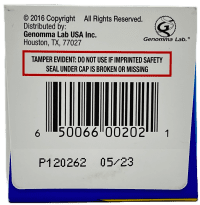 © 2016 Copyright All Rights Reserved.
Distributed by:
Genomma Lab USA Inc.
Houston, TX, 77027
Genomma Lab.
TAMPER EVIDENT: DO NOT USE IF IMPRINTED SAFETY
SEAL UNDER CAP IS BROKEN OR MISSING
6 50066 00202 1
P120262 05/23